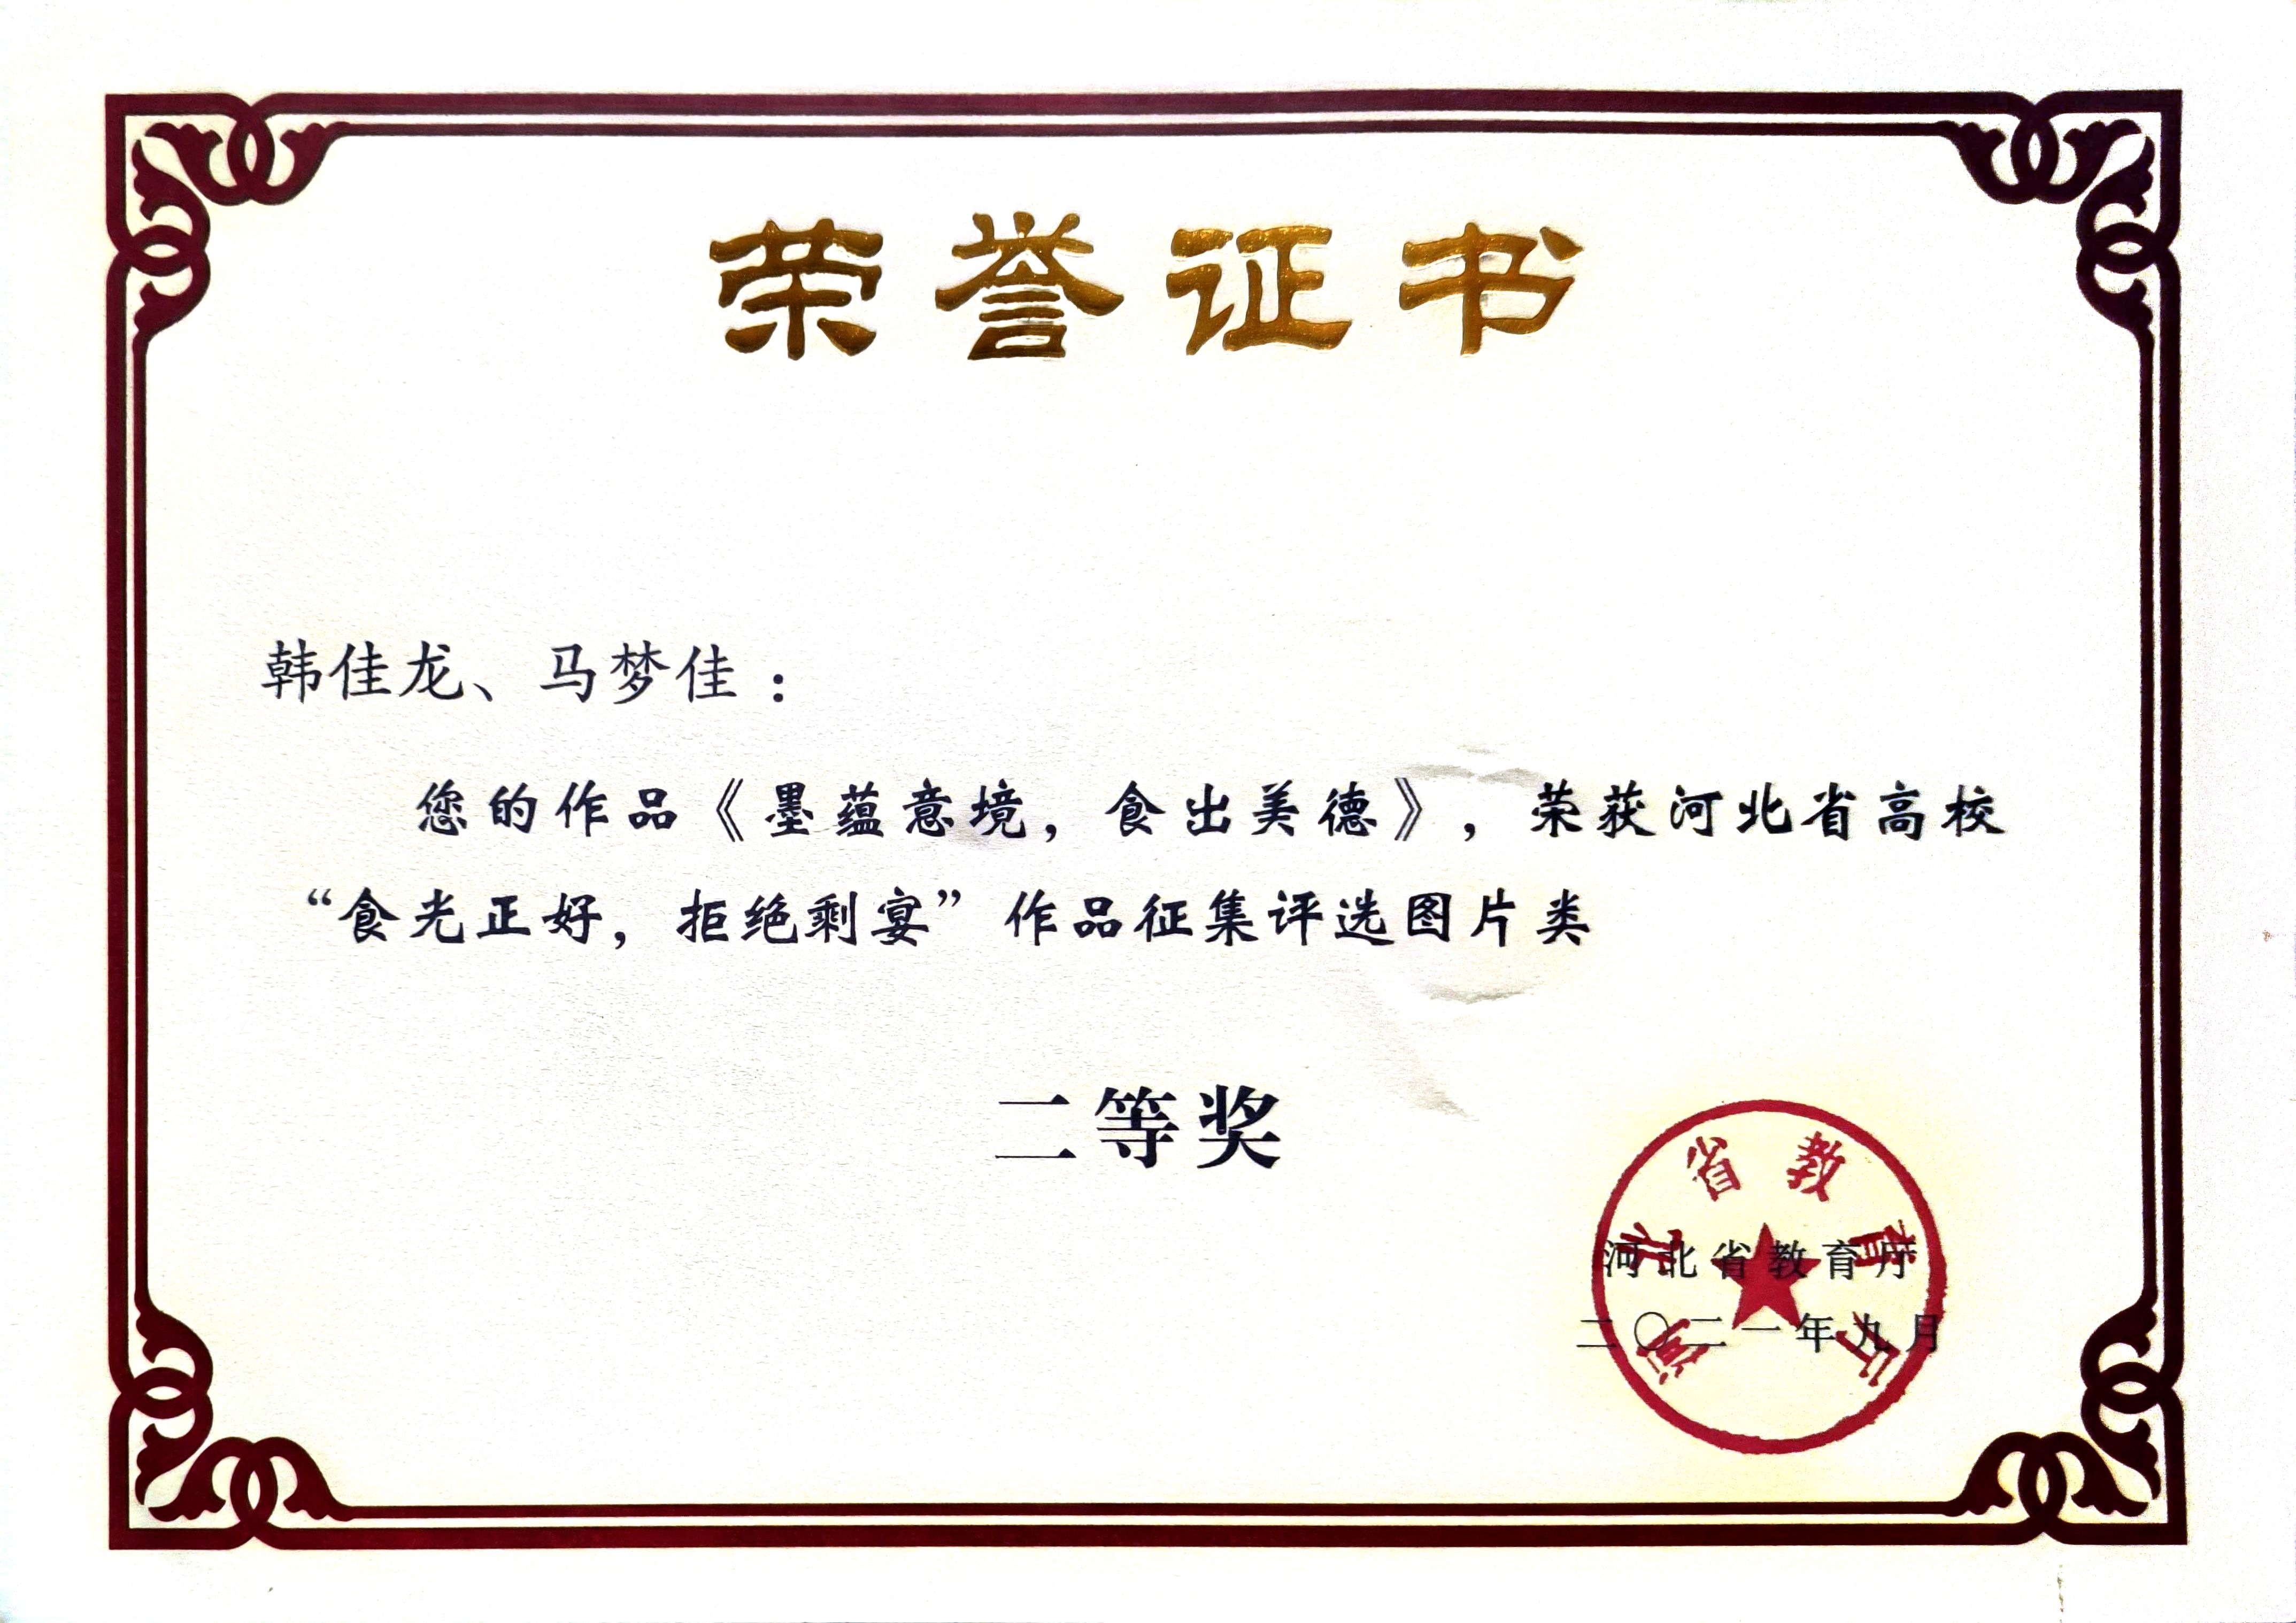 荣誉证书
韩佳龙、马梦佳：
您的作品《墨蕴意境，食出美德》，荣获河北省高校
“食光正好，拒绝剩宴”作品征集评选图片类
二等奖
河北省教育厅
河北省教育厅
二〇二一年九月